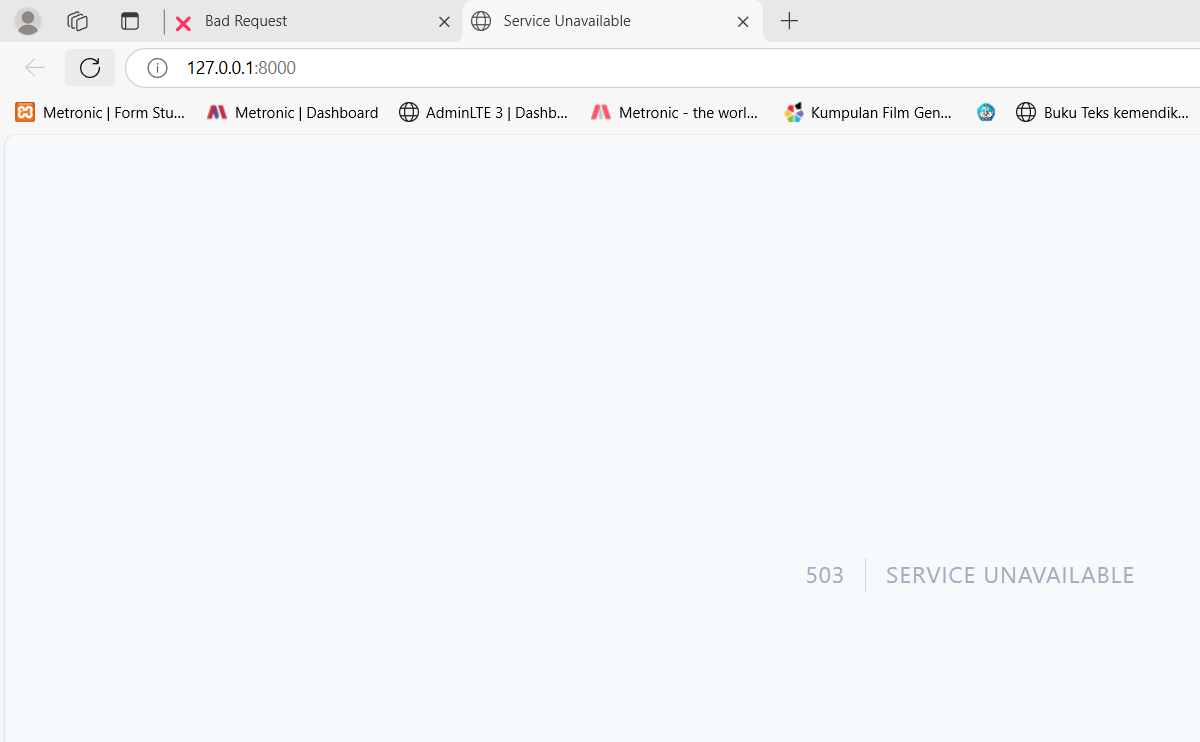 Bad Request
Service Unavailable
127.0.0.1:8000
Metronic | Form Stu...
Metronic | Dashboard
AdminLTE 3 | Dashb...
Metronic - the worl...
Kumpulan Film Gen...
Buku Teks kemendik...
503
SERVICE UNAVAILABLE